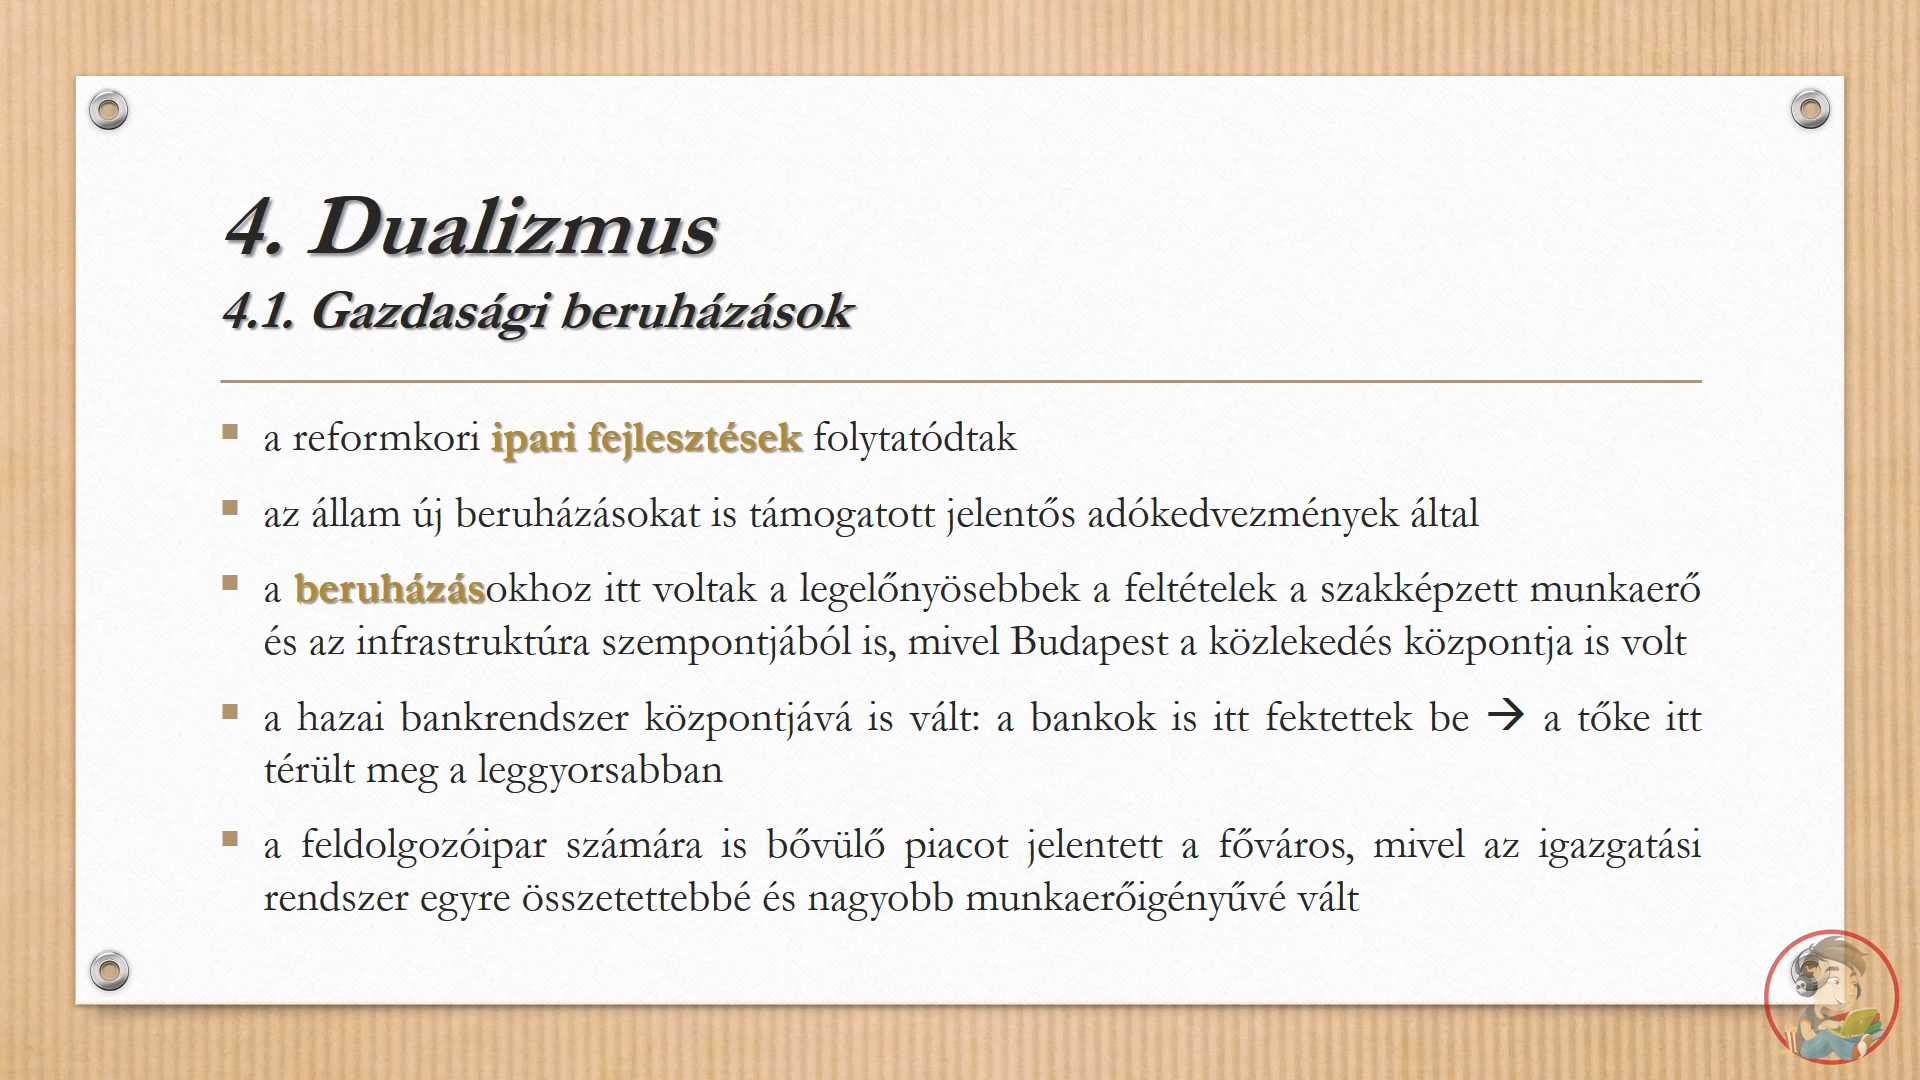 4. Dualizmus
4.1. Gazdasági beruházások
▪ a reformkori ipari fejlesztések folytatódtak
▪ az állam új beruházásokat is támogatott jelentős adókedvezmények által
▪ a beruházásokhoz itt voltak a legelőnyösebbek a feltételek a szakképzett munkaerő
és az infrastruktúra szempontjából is, mivel Budapest a közlekedés központja is volt
▪ a hazai bankrendszer központjává is vált: a bankok is itt fektettek be → a tőke itt
térült meg a leggyorsabban
▪ a feldolgozóipar számára is bővülő piacot jelentett a főváros, mivel az igazgatási
rendszer egyre összetettebbé és nagyobb munkaerőigényűvé vált